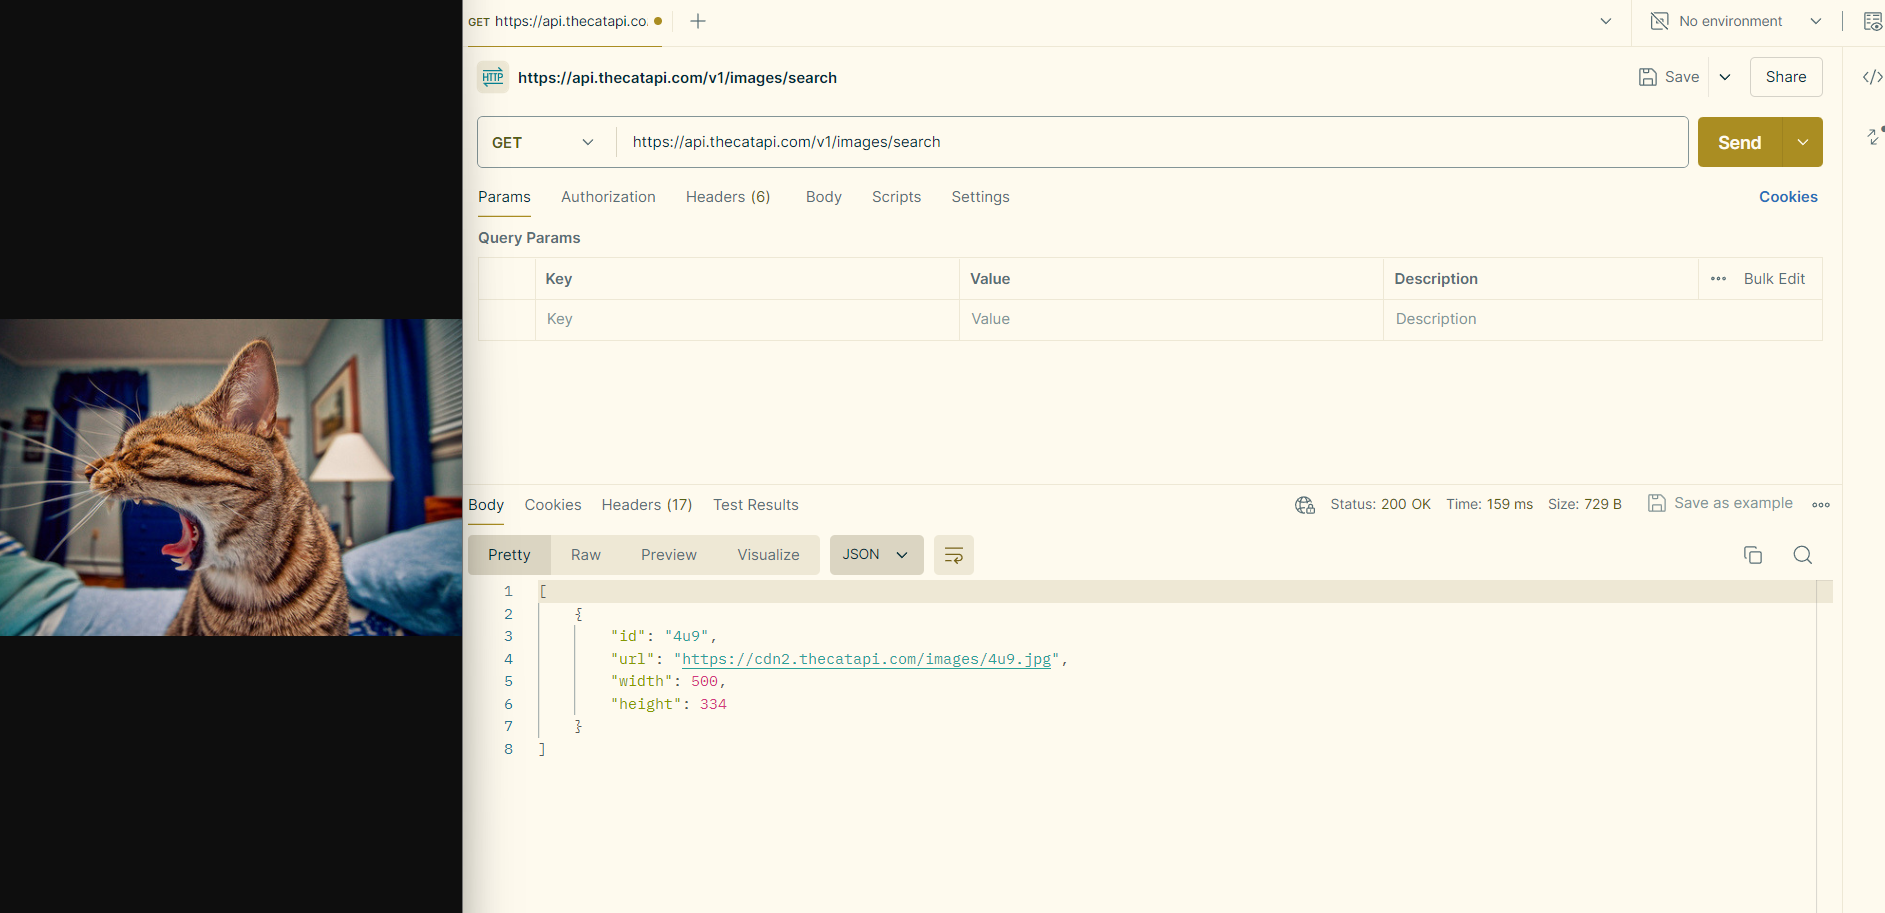 GET https://api.thecatapi.co
No environment
HTTP https://api.thecatapi.com/v1/images/search
Save
Share
GET https://api.thecatapi.com/v1/images/search
Send
Params Authorization Headers (6) Body Scripts Settings Cookies
Query Params
Key Value Description ••• Bulk Edit
Key Value Description
Body Cookies Headers (17) Test Results Status: 200 OK Time: 159 ms Size: 729 B Save as example
Pretty Raw Preview Visualize JSON
1 [
2 {
3 "id": "4u9",
4 "url": "https://cdn2.thecatapi.com/images/4u9.jpg",
5 "width": 500,
6 "height": 334
7 }
8 ]